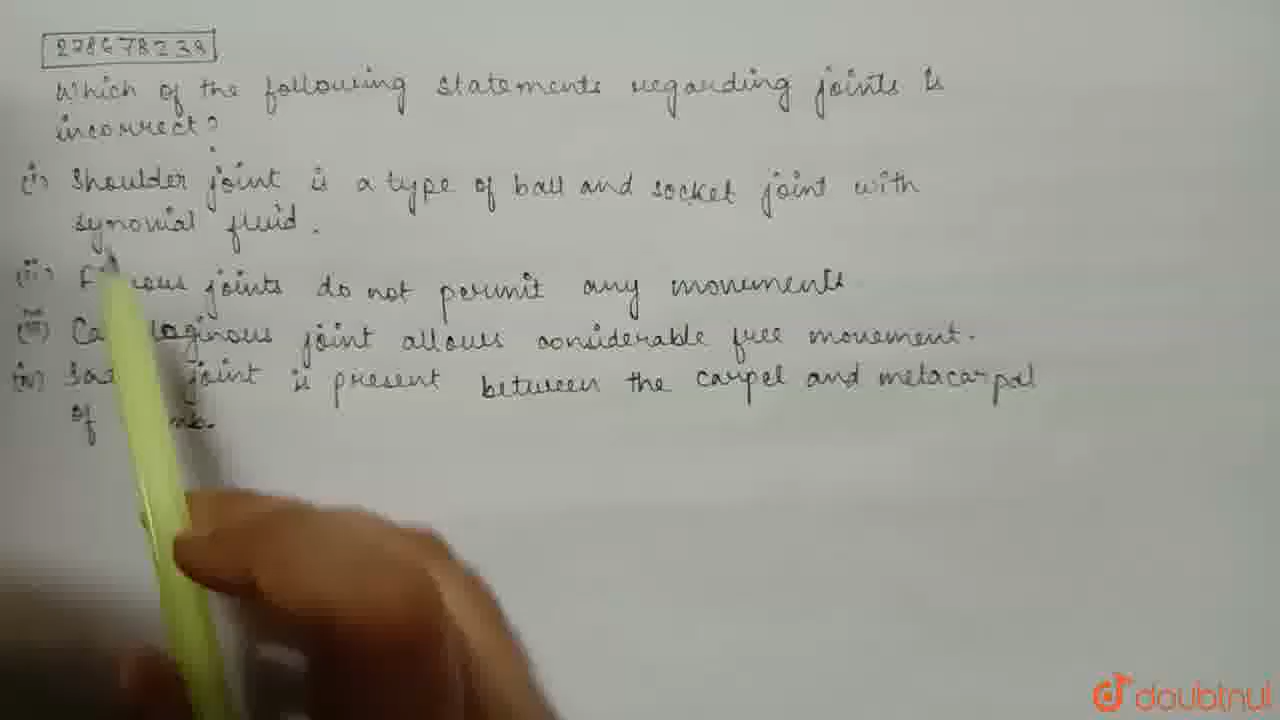 27867B239
Which of the following statements regarding joints is
incorrect?
(i) Shoulder joint is a type of ball and socket joint with
synovial fluid.
(ii) joints do not permit any movements.
(iii) joint allows considerable free movement.
(iv) joint is present between the carpel and metacarpal
of
doubtnut